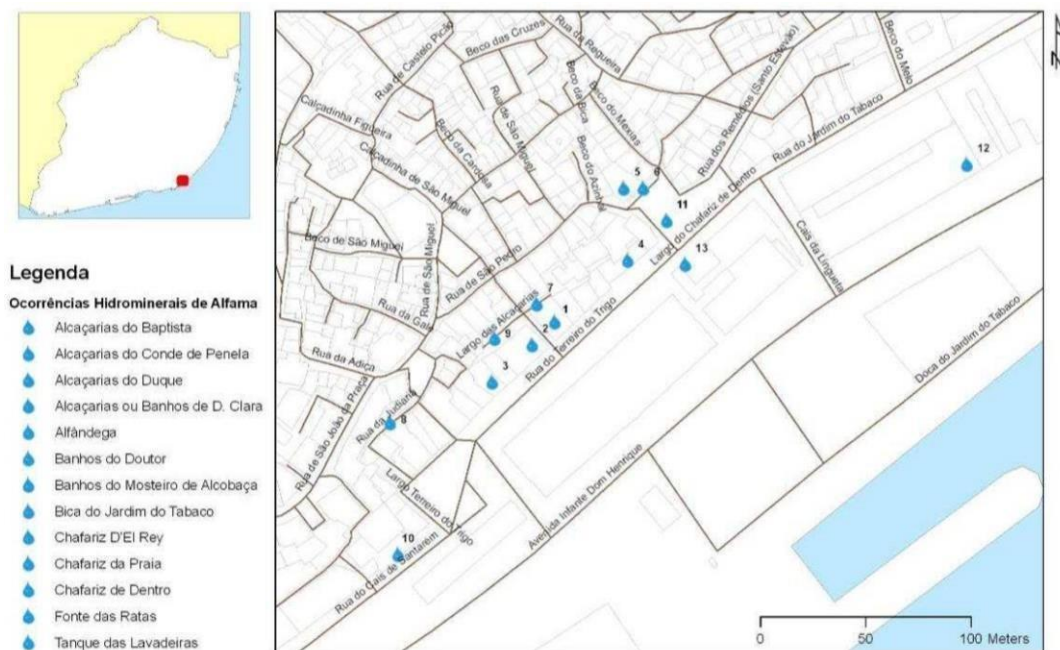 Legenda
Ocorrências Hidrominerais de Alfama
Alcaçarias do Baptista
Alcaçarias do Conde de Penela
Alcaçarias do Duque
Alcaçarias ou Banhos de D. Clara
Alfândega
Banhos do Doutor
Banhos do Mosteiro de Alcobaça
Bica do Jardim do Tabaco
Chafariz D'El Rey
Chafariz da Praia
Chafariz de Dentro
Fonte das Ratas
Tanque das Lavadeiras
Rua de Castelo Picão
Beco das Cruzes
Rua da Regueira
Beco do Melo
Calçadinha Figueira
Beco da Cardosa
Rua de São Miguel
Beco da Bica
Beco do Mexias
Rua dos Remédios (Santo Estêvão)
Rua do Jardim do Tabaco
12
Calçadinha de São Miguel
Beco do Azinhal
5
6
11
Largo do Chafariz de Dentro
Beco de São Miguel
Rua de São Miguel
Rua de São Pedro
4
13
Cais da Lingueta
Rua da Galé
Largo das Alcaçarias
7
1
9
2
Rua do Terreiro do Trigo
Doca do Jardim do Tabaco
Rua da Adiça
3
Rua da Judiaria
8
Rua de São João da Praça
Largo Terreiro do Trigo
Avenida Infante Dom Henrique
10
Rua do Cais de Santarém
0
50
100 Meters